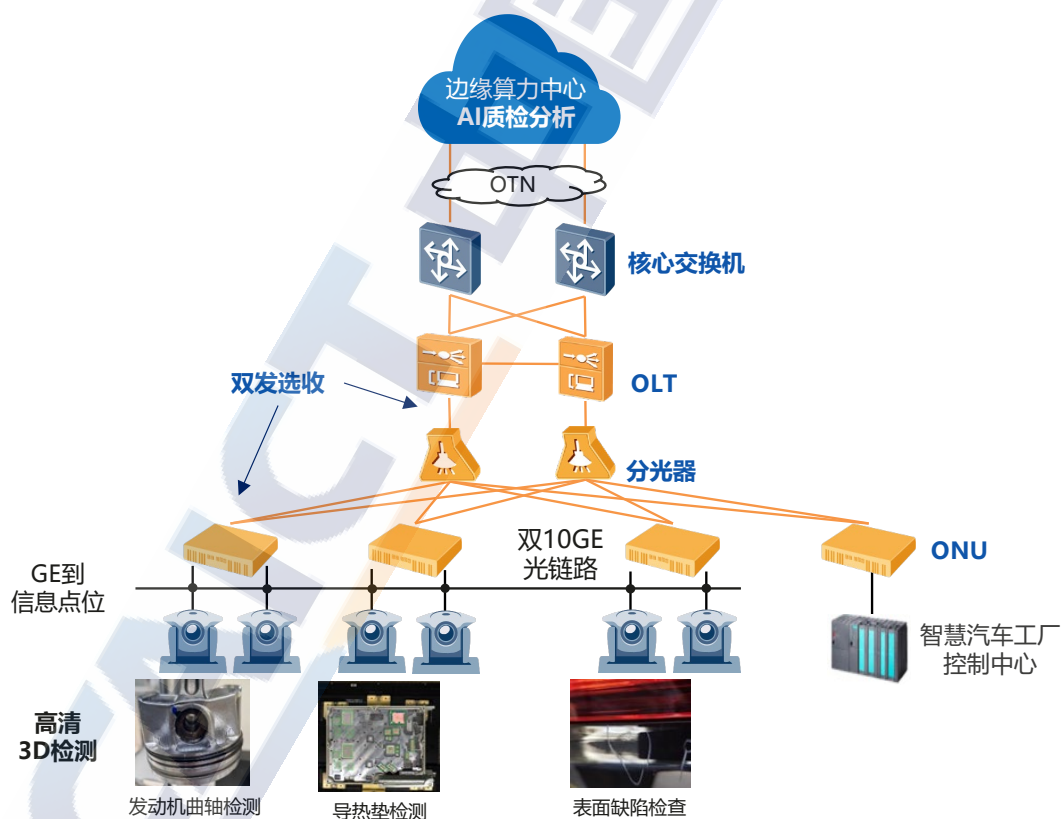 边缘算力中心
AI质检分析
OTN
核心交换机
双发选收
OLT
分光器
双10GE
光链路
ONU
GE到
信息点位
智慧汽车工厂
控制中心
高清
3D检测
发动机曲轴检测
导热垫检测
表面缺陷检查
CAICT